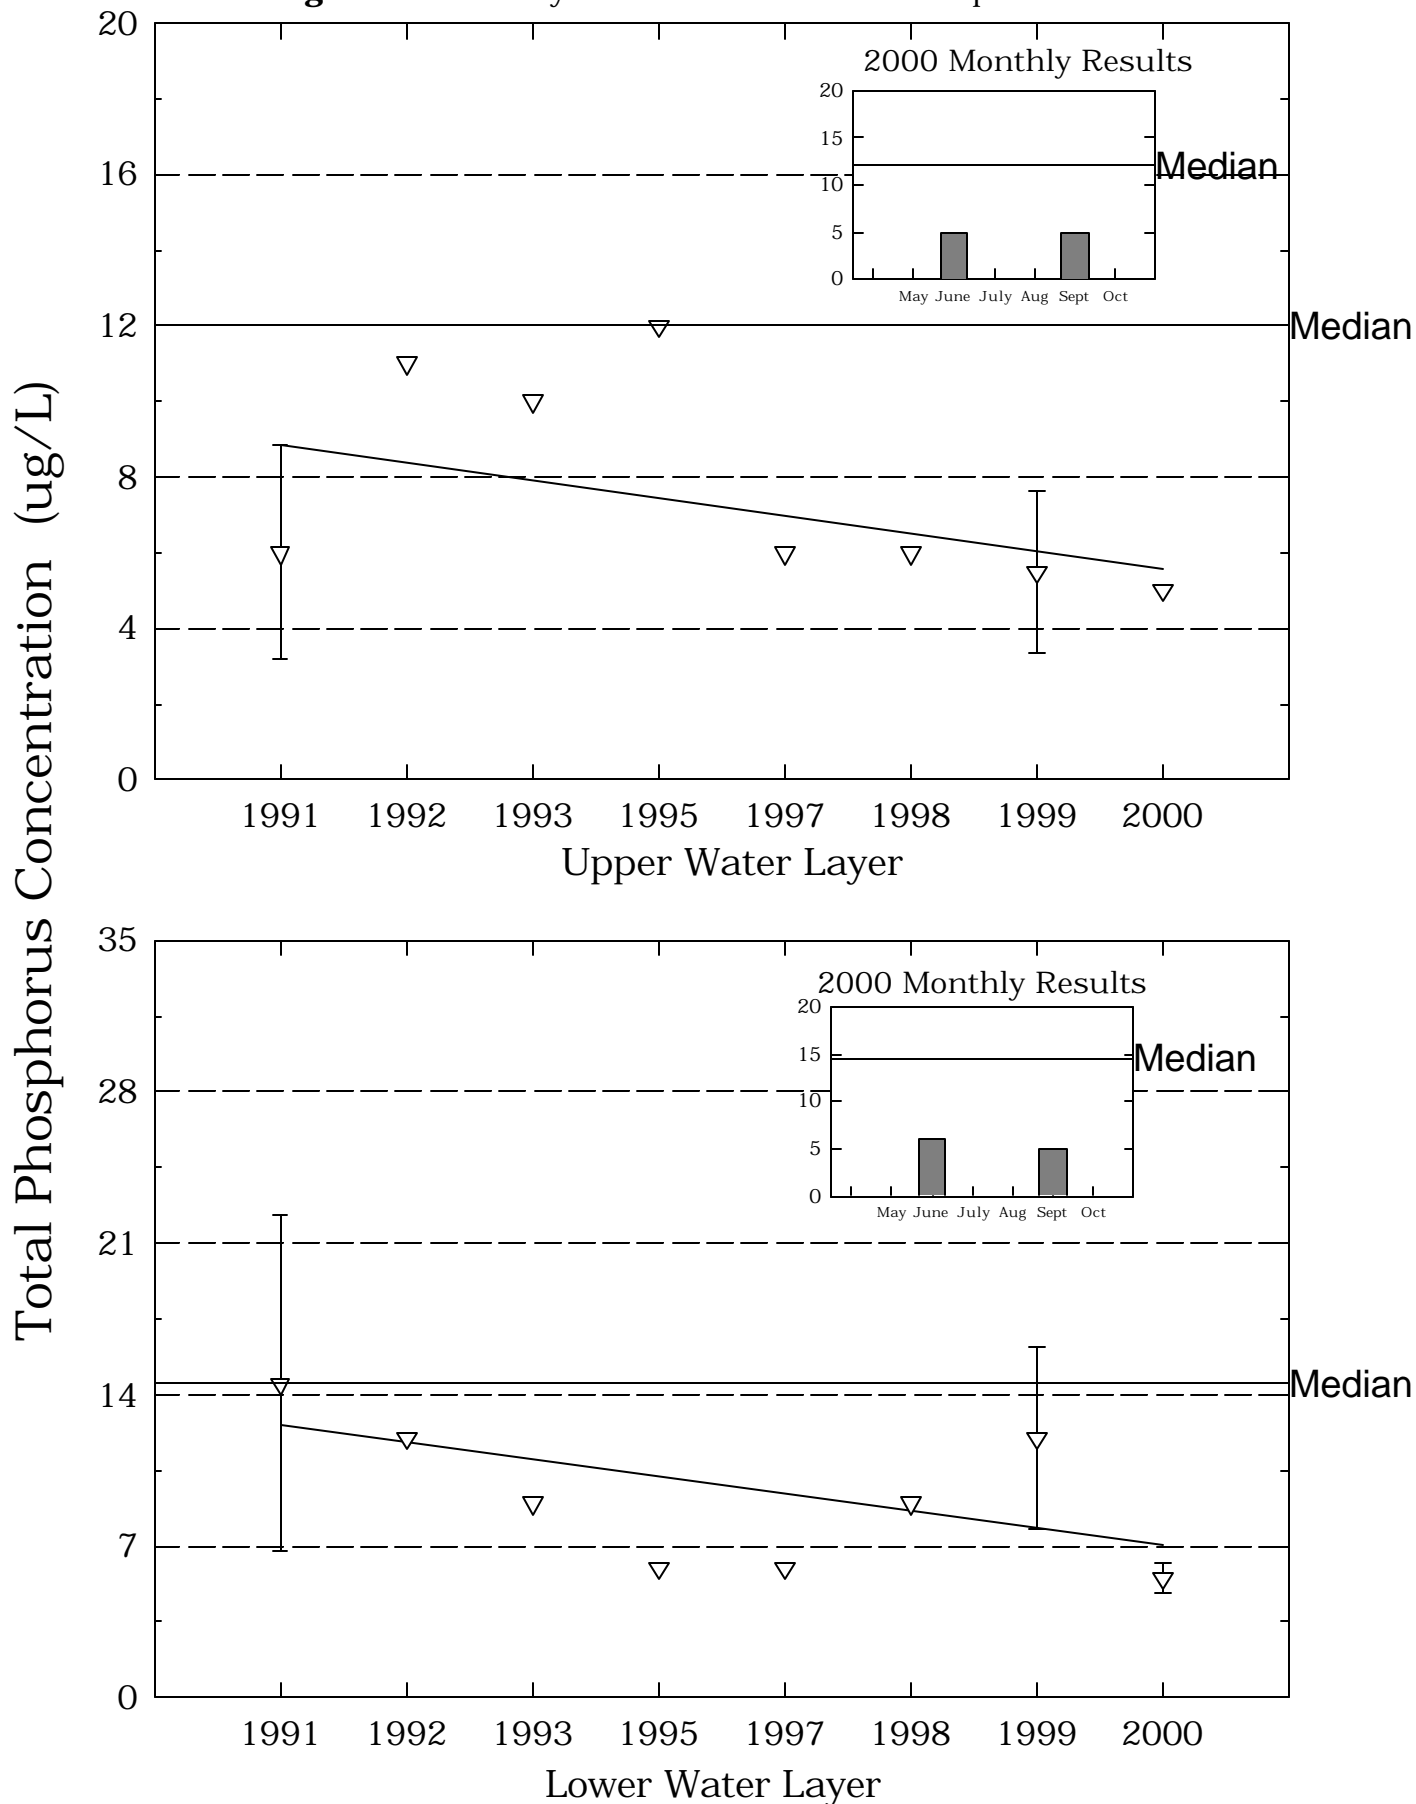 Total Phosphorus Concentration (ug/L)
20
16
12
8
4
0
2000 Monthly Results
20
15
10
5
0
Median
May June July Aug Sept Oct
Median
1991 1992 1993 1995 1997 1998 1999 2000
Upper Water Layer
35
28
21
14
7
0
2000 Monthly Results
20
15
10
5
0
Median
May June July Aug Sept Oct
Median
1991 1992 1993 1995 1997 1998 1999 2000
Lower Water Layer